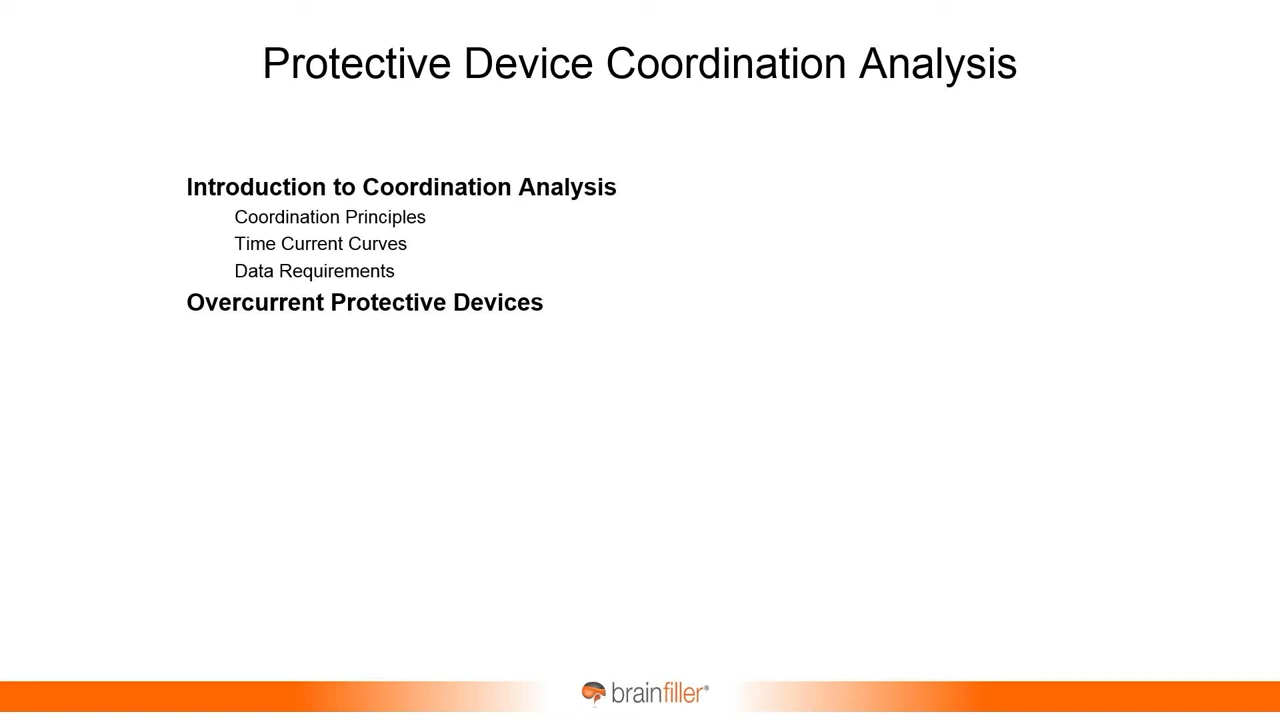 Protective Device Coordination Analysis
Introduction to Coordination Analysis
Coordination Principles
Time Current Curves
Data Requirements
Overcurrent Protective Devices
brainfiller®